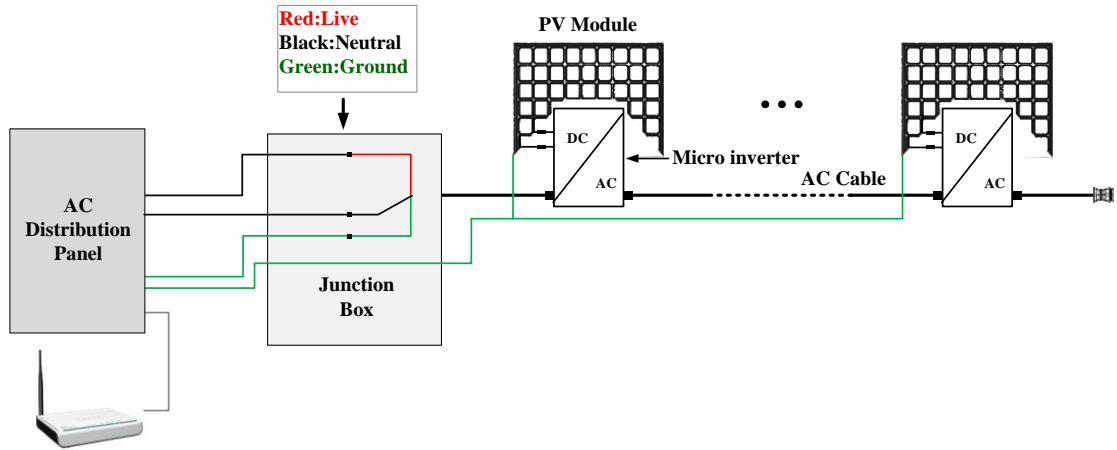 Red:Live
Black:Neutral
Green:Ground
PV Module
DC
AC
Micro inverter
AC Cable
DC
AC
AC
Distribution
Panel
Junction
Box